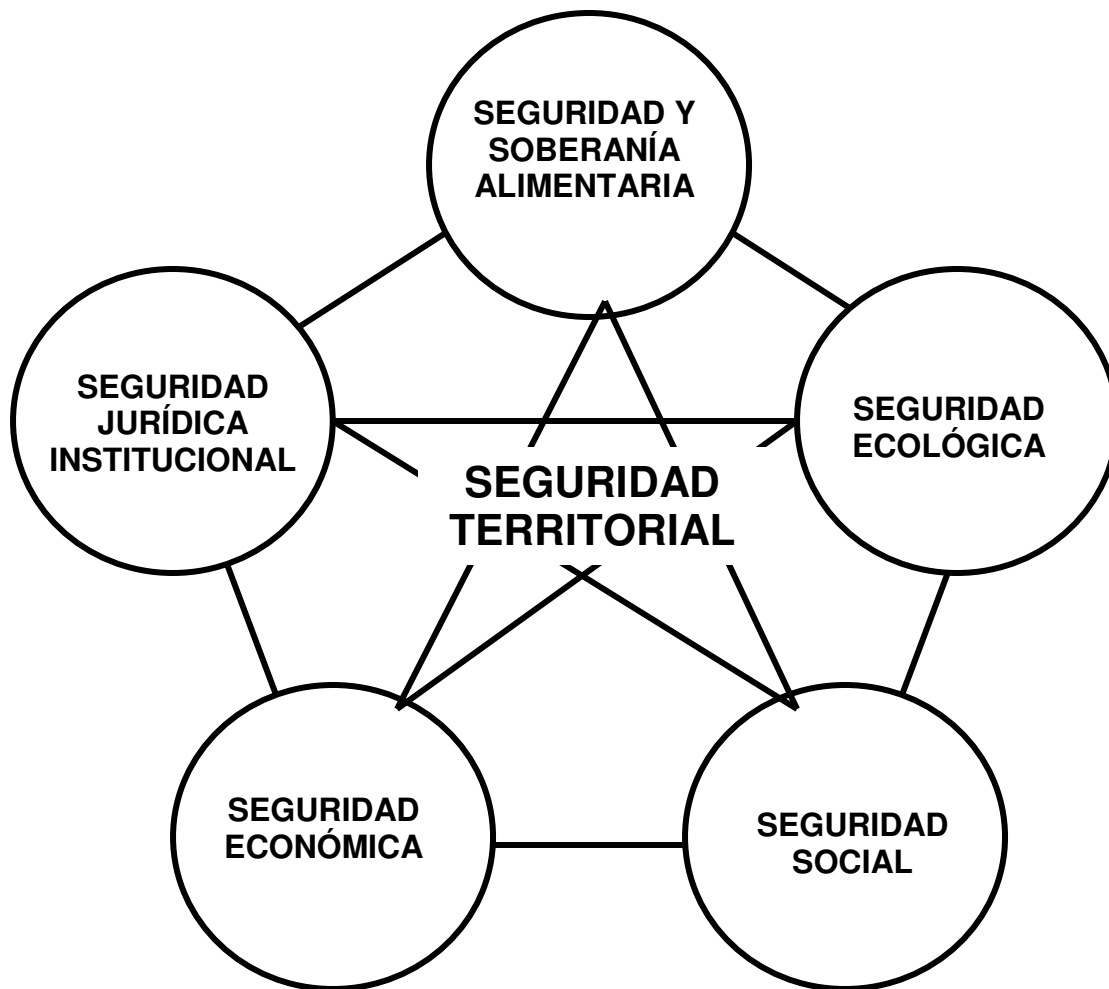 SEGURIDAD Y
SOBERANÍA
ALIMENTARIA
SEGURIDAD
JURÍDICA
INSTITUCIONAL
SEGURIDAD
ECOLÓGICA
SEGURIDAD
TERRITORIAL
SEGURIDAD
ECONÓMICA
SEGURIDAD
SOCIAL